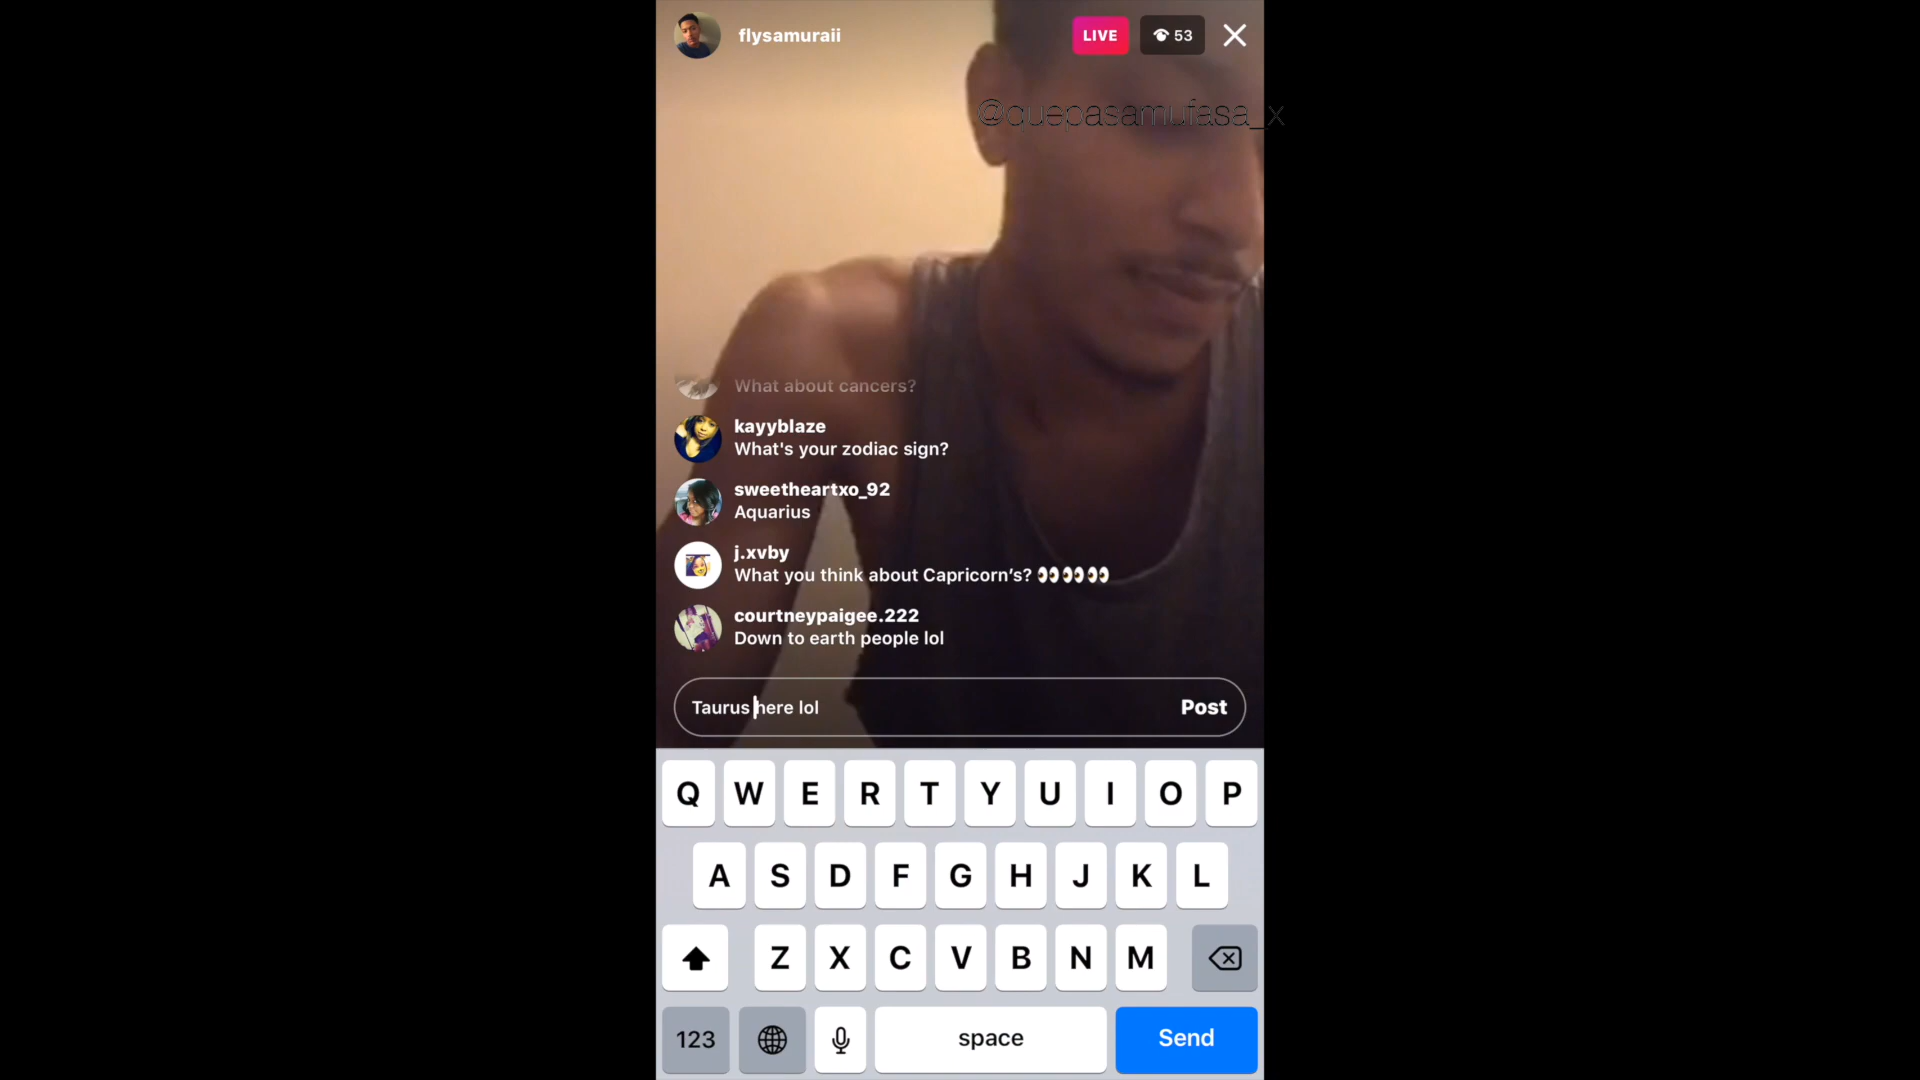 flysamuraii
LIVE
53
@quepasamufasa_x
What about cancers?
kayyblaze
What's your zodiac sign?
sweetheartxo_92
Aquarius
j.xvby
What you think about Capricorn’s? 👀👀👀
courtneypaigee.222
Down to earth people lol
Taurus here lol
Post
Q W E R T Y U I O P
A S D F G H J K L
Z X C V B N M
123
space
Send